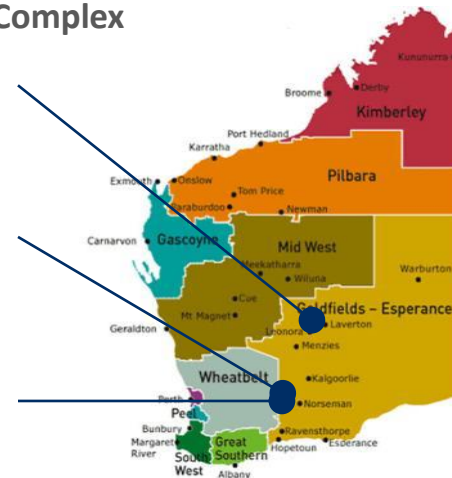 Complex
Kununurra
Broome
Derby
Kimberley
Port Hedland
Karratha
Exmouth
Onslow
Tom Price
Pilbara
Paraburdoo
Newman
Carnarvon
Gascoyne
Mid West
Meekatharra
Wiluna
Warburton
Cue
Mt Magnet
Goldfields – Esperance
Geraldton
Leonora
Laverton
Menzies
Wheatbelt
Kalgoorlie
Perth
Norseman
Peel
Bunbury
Ravensthorpe
Margaret
River
South
West
Great
Southern
Hopetoun
Esperance
Albany